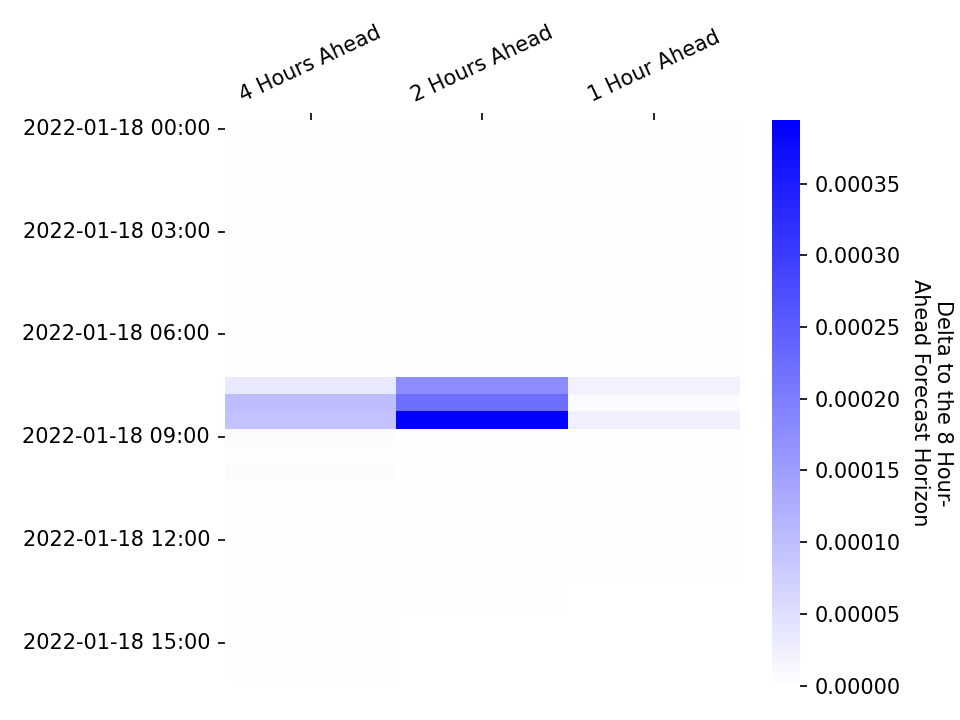 4 Hours Ahead
2 Hours Ahead
1 Hour Ahead
2022-01-18 00:00
2022-01-18 03:00
2022-01-18 06:00
2022-01-18 09:00
2022-01-18 12:00
2022-01-18 15:00
0.00035
0.00030
0.00025
0.00020
0.00015
0.00010
0.00005
0.00000
Delta to the 8 Hour-
Ahead Forecast Horizon